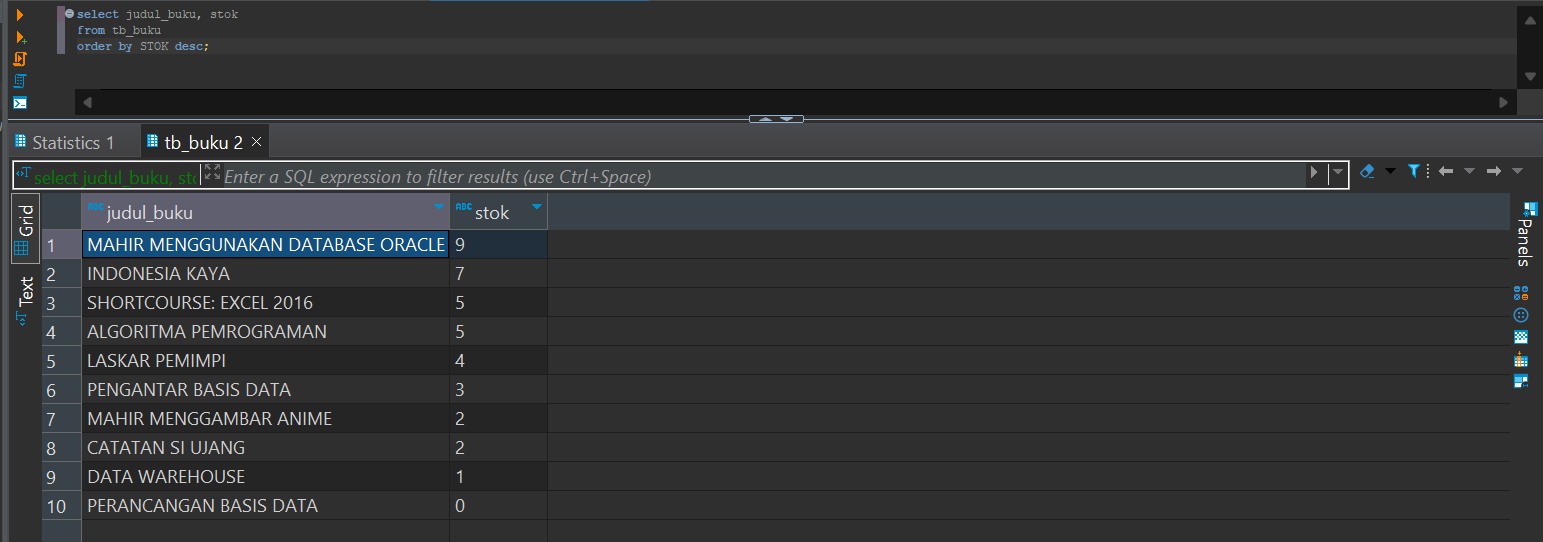 select judul_buku, stok
from tb_buku
order by STOK desc;
Statistics 1
tb_buku 2
select judul_buku, sto
Enter a SQL expression to filter results (use Ctrl+Space)
Grid
Text
Panels
ABC judul_buku ABC stok
1 MAHIR MENGGUNAKAN DATABASE ORACLE 9
2 INDONESIA KAYA 7
3 SHORTCOURSE: EXCEL 2016 5
4 ALGORITMA PEMROGRAMAN 5
5 LASKAR PEMIMPI 4
6 PENGANTAR BASIS DATA 3
7 MAHIR MENGGAMBAR ANIME 2
8 CATATAN SI UJANG 2
9 DATA WAREHOUSE 1
10 PERANCANGAN BASIS DATA 0